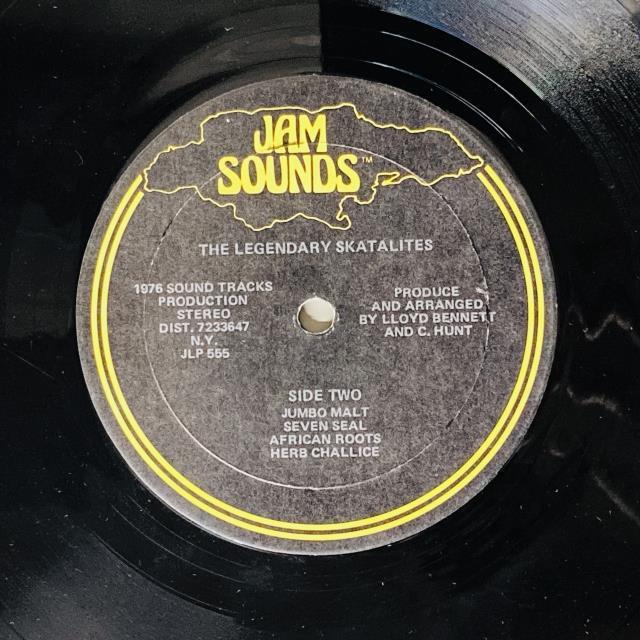 JAM
SOUNDS™
THE LEGENDARY SKATALITES
1976 SOUND TRACKS
PRODUCTION
STEREO
DIST. 7233647
N.Y.
JLP 555
PRODUCE
AND ARRANGED
BY LLOYD BENNETT
AND C. HUNT
SIDE TWO
JUMBO MALT
SEVEN SEAL
AFRICAN ROOTS
HERB CHALLICE